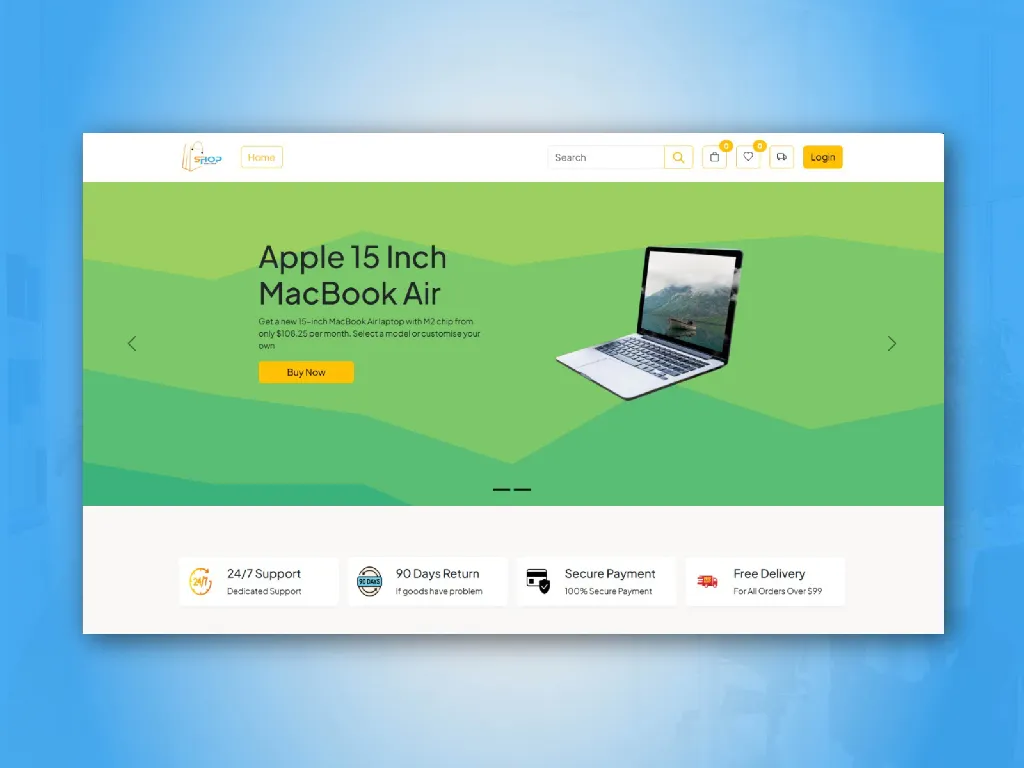 SHOP
Home
Search
0
0
Login
Apple 15 Inch
MacBook Air
Get a new 15-inch MacBook Air laptop with M2 chip from
only $106.25 per month. Select a model or customise your
own
Buy Now
24/7
24/7 Support
Dedicated Support
90 DAYS
90 Days Return
If goods have problem
Secure Payment
100% Secure Payment
Free Delivery
For All Orders Over $99